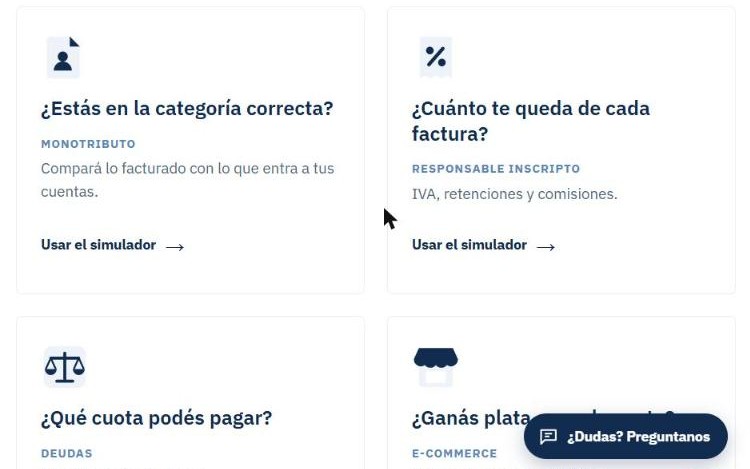 ¿Estás en la categoría correcta?
MONOTRIBUTO
Compará lo facturado con lo que entra a tus
cuentas.
Usar el simulador →
¿Cuánto te queda de cada
factura?
RESPONSABLE INSCRIPTO
IVA, retenciones y comisiones.
Usar el simulador →
¿Qué cuota podés pagar?
DEUDAS
¿Ganás plata
E-COMMERCE
¿Dudas? Preguntanos